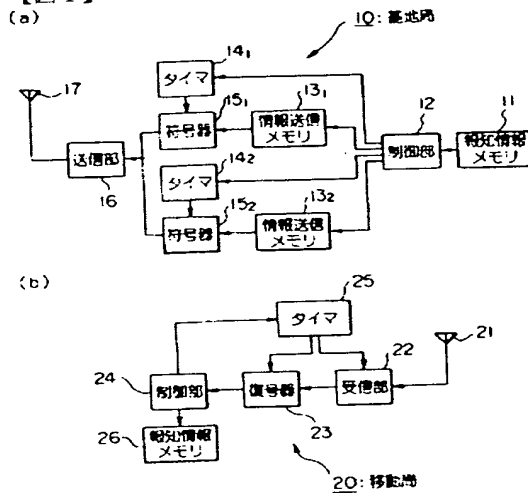 (a)
10:基地局
17
タイマ
14₁
符号器
15₁
情報送信
メモリ
13₁
12
制御部
11
報知情報
メモリ
送信部
16
タイマ
14₂
符号器
15₂
情報送信
メモリ
13₂
(b)
25
タイマ
21
24
制御部
復号器
23
22
受信部
26
報知情報
メモリ
20:移動局